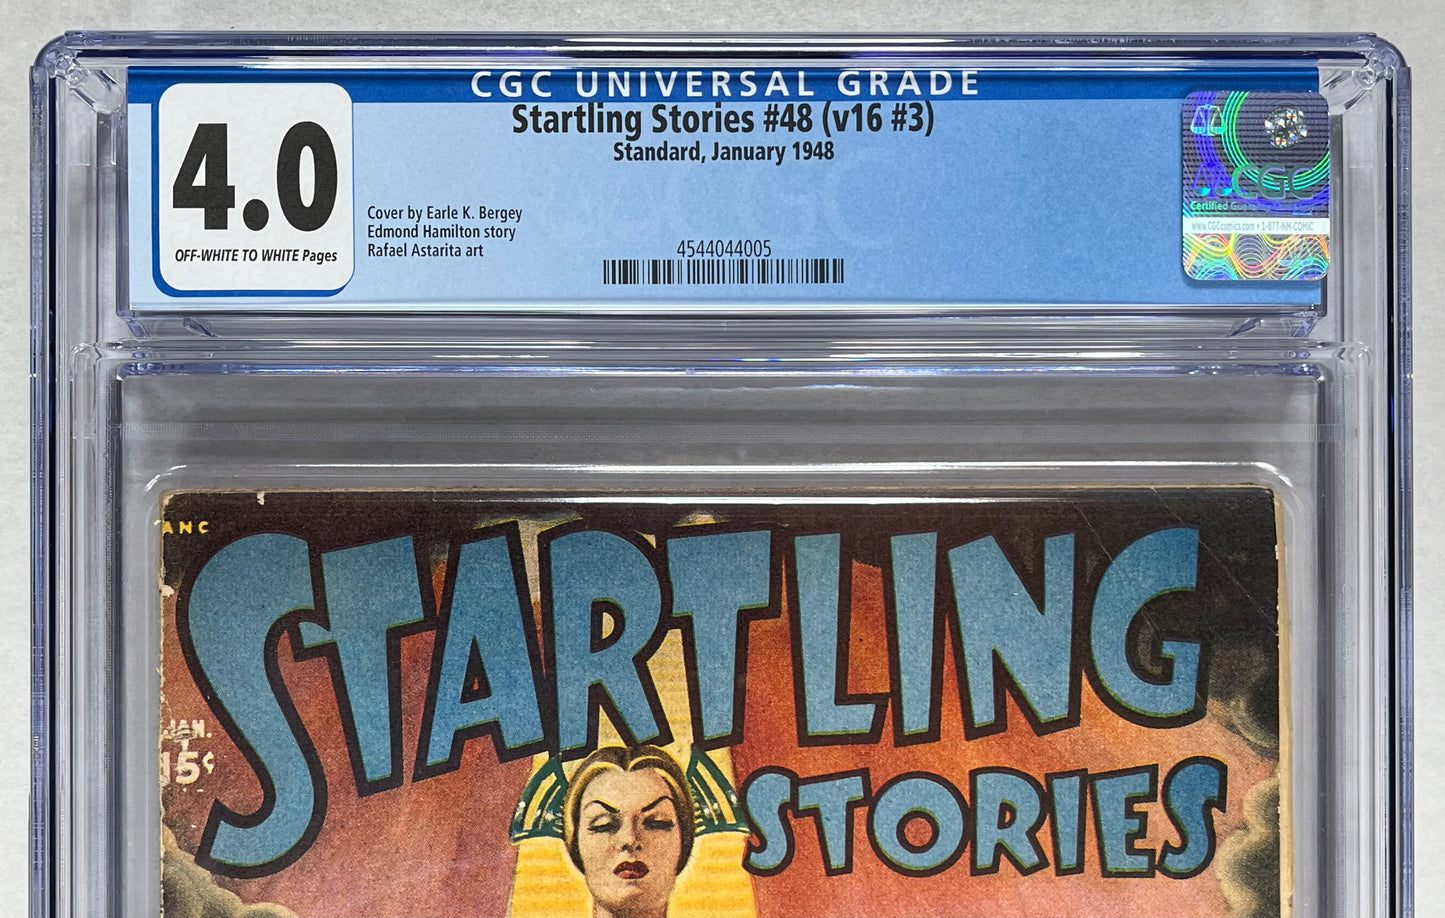 CGC UNIVERSAL GRADE
Startling Stories #48 (v16 #3)
Standard, January 1948
4.0
OFF-WHITE TO WHITE Pages
Cover by Earle K. Bergey
Edmond Hamilton story
Rafael Astarita art
4544044005
CGC
www.CGCcomics.com • 1-877-NM-COMIC
ANC
STARTLING
STORIES
JAN.
15¢